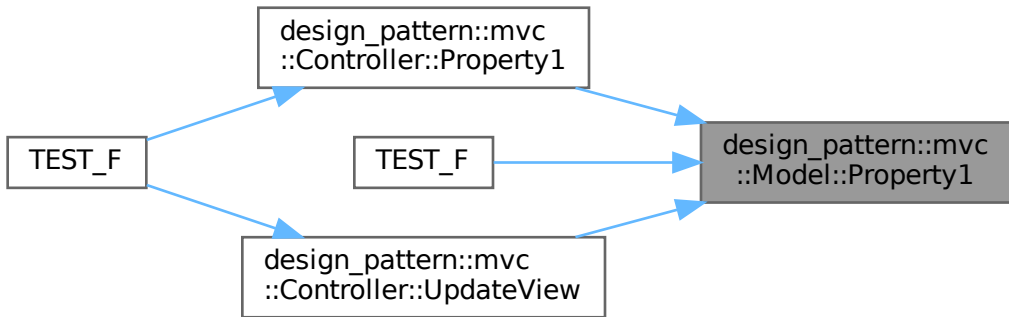 design_pattern::mvc
::Controller::Property1
TEST_F
TEST_F
design_pattern::mvc
::Model::Property1
design_pattern::mvc
::Controller::UpdateView